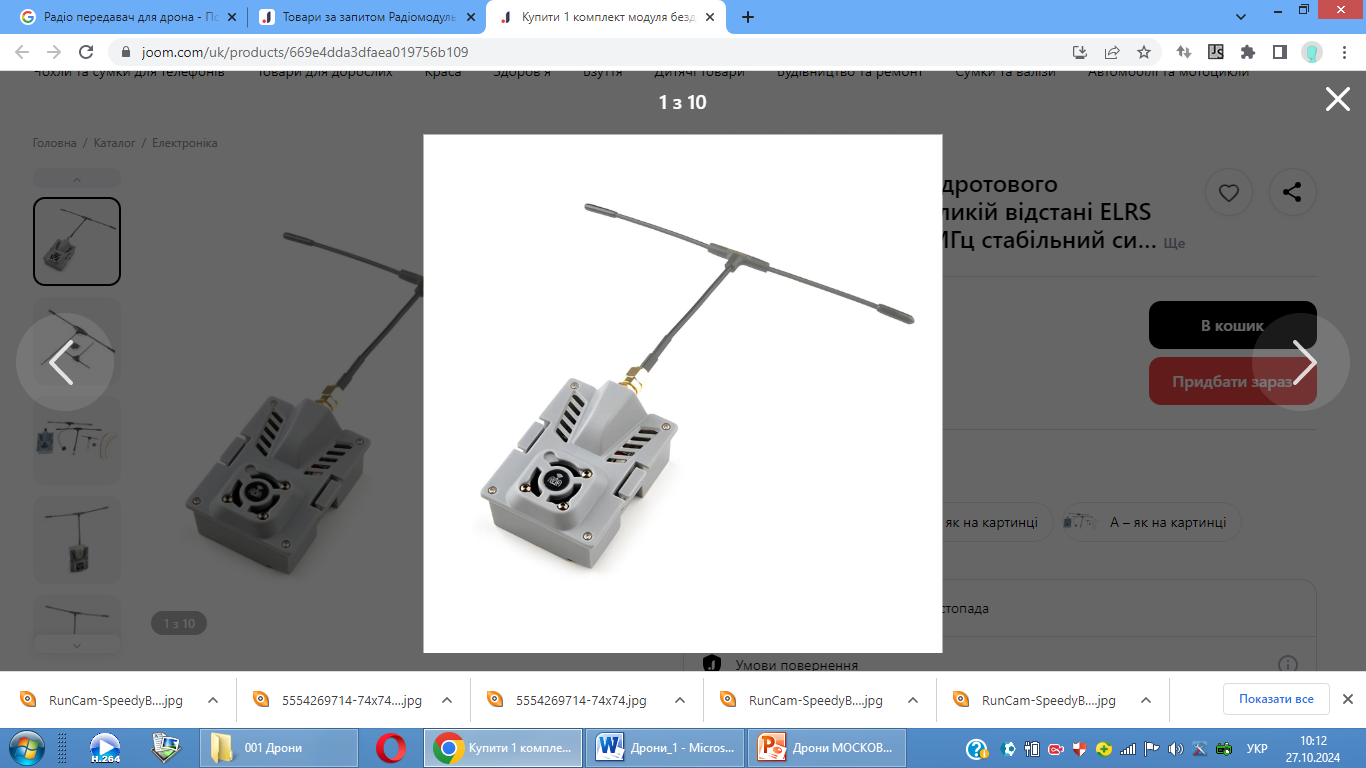 Радіо передавач для дрона - По
Товари за запитом Радіомодуль
Купити 1 комплект модуля безд
joom.com/uk/products/669e4dda3dfaea019756b109
JS
Чохли та сумки для телефонів
Товари для дорослих
Краса
Здоров'я
Взуття
Дитячі товари
Будівництво та ремонт
Сумки та валізи
Автомобілі та мотоцикли
1 з 10
Головна / Каталог / Електроніка
дротового
ликій відстані ELRS
МГц стабільний си... Ще
В кошик
Придбати зараз
як на картинці
А – як на картинці
1 з 10
стопада
Умови повернення
RunCam-SpeedyB....jpg
5554269714-74x74....jpg
5554269714-74x74.jpg
RunCam-SpeedyB....jpg
RunCam-SpeedyB....jpg
Показати все
H.264
001 Дрони
Купити 1 компле...
Дрони_1 - Micros...
Дрони МОСКОВ...
УКР
10:12
27.10.2024